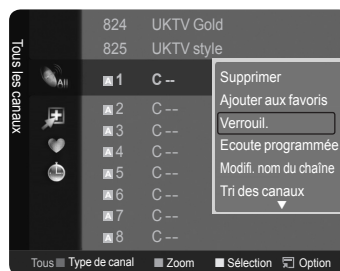 824 UKTV Gold
825 UKTV style
Tous les canaux
All
A 1 C --
A 2 C --
A 3 C --
A 4 C --
A 5 C --
A 6 C --
A 7 C --
A 8 C --
Supprimer
Ajouter aux favoris
Verrouil.
Ecoute programmée
Modifi. nom du chaîne
Tri des canaux
Tous Type de canal Zoom Sélection Option